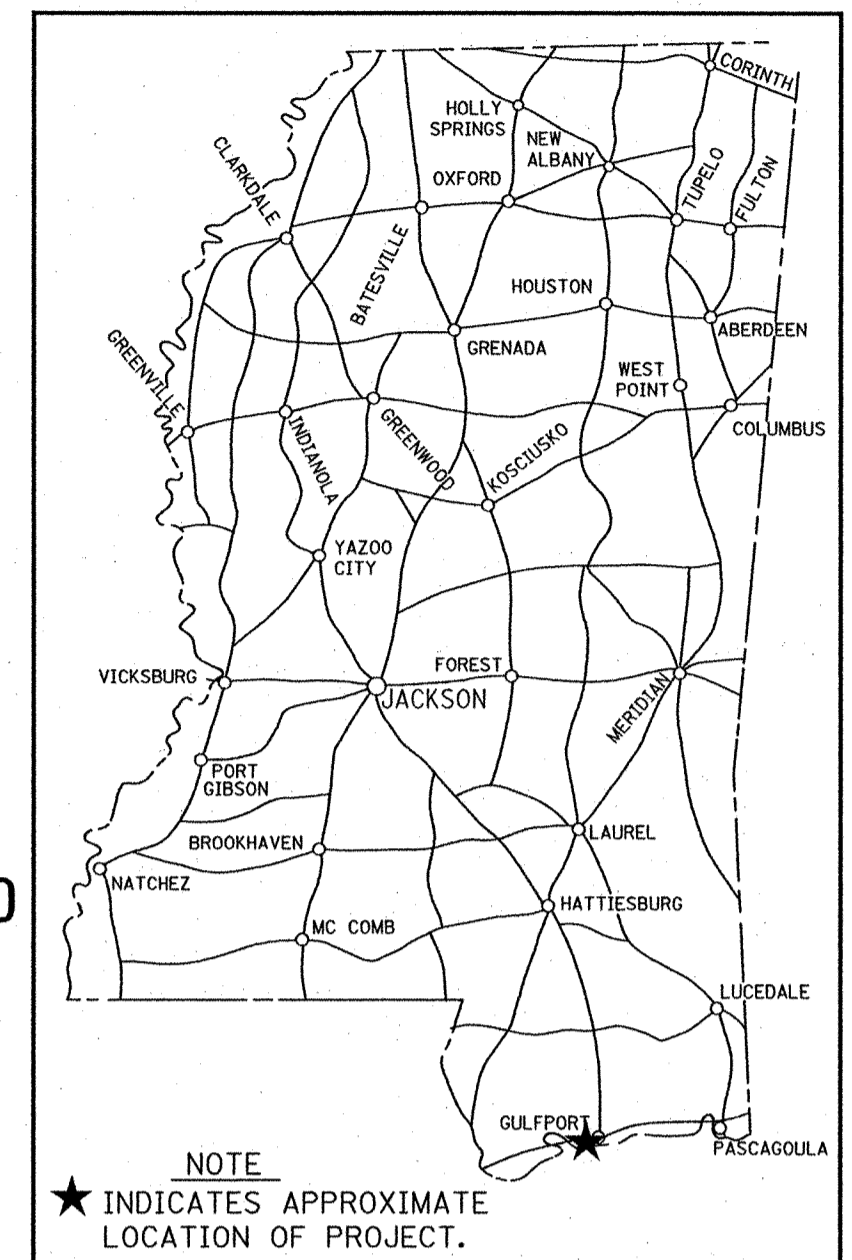 CORINTH
HOLLY
SPRINGS
NEW
ALBANY
CLARKDALE
OXFORD
TUPELO
FULTON
BATESVILLE
HOUSTON
ABERDEEN
GRENADA
GREENVILLE
WEST
POINT
COLUMBUS
INDIANOLA
GREENWOOD
KOSCIUSKO
YAZOO
CITY
VICKSBURG
FOREST
JACKSON
MERIDIAN
PORT
GIBSON
BROOKHAVEN
LAUREL
NATCHEZ
HATTIESBURG
MC COMB
LUCEDALE
GULFPORT
PASCAGOULA
NOTE
INDICATES APPROXIMATE
LOCATION OF PROJECT.